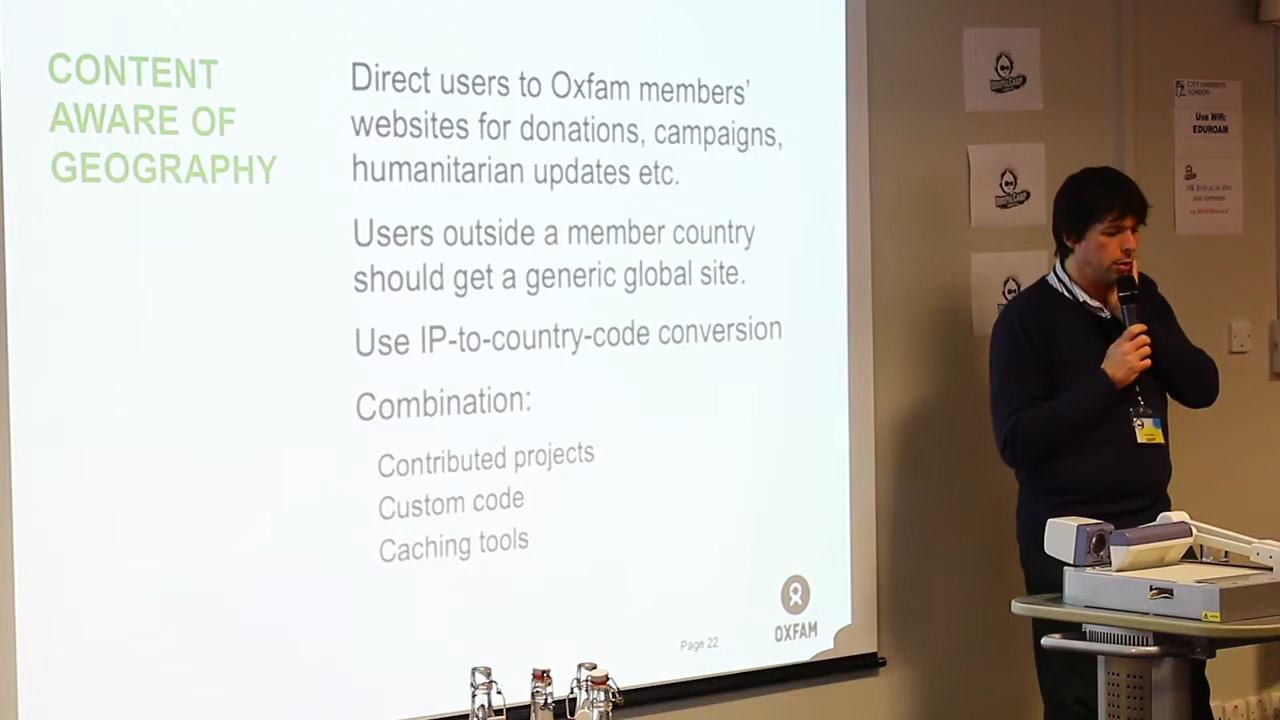 CONTENT
AWARE OF
GEOGRAPHY
Direct users to Oxfam members'
websites for donations, campaigns,
humanitarian updates etc.
Users outside a member country
should get a generic global site.
Use IP-to-country-code conversion
Combination:
Contributed projects
Custom code
Caching tools
OXFAM
Page 22
CITY UNIVERSITY
LONDON
Use Wifi:
EDUROAM